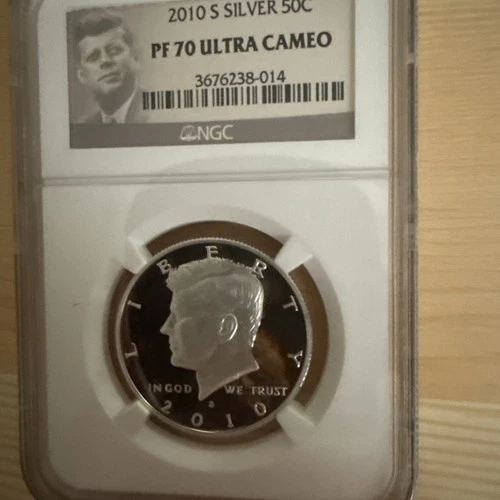 2010 S SILVER 50C
PF 70 ULTRA CAMEO
3676238-014
NGC
LIBERTY
IN GOD WE TRUST
S
2010